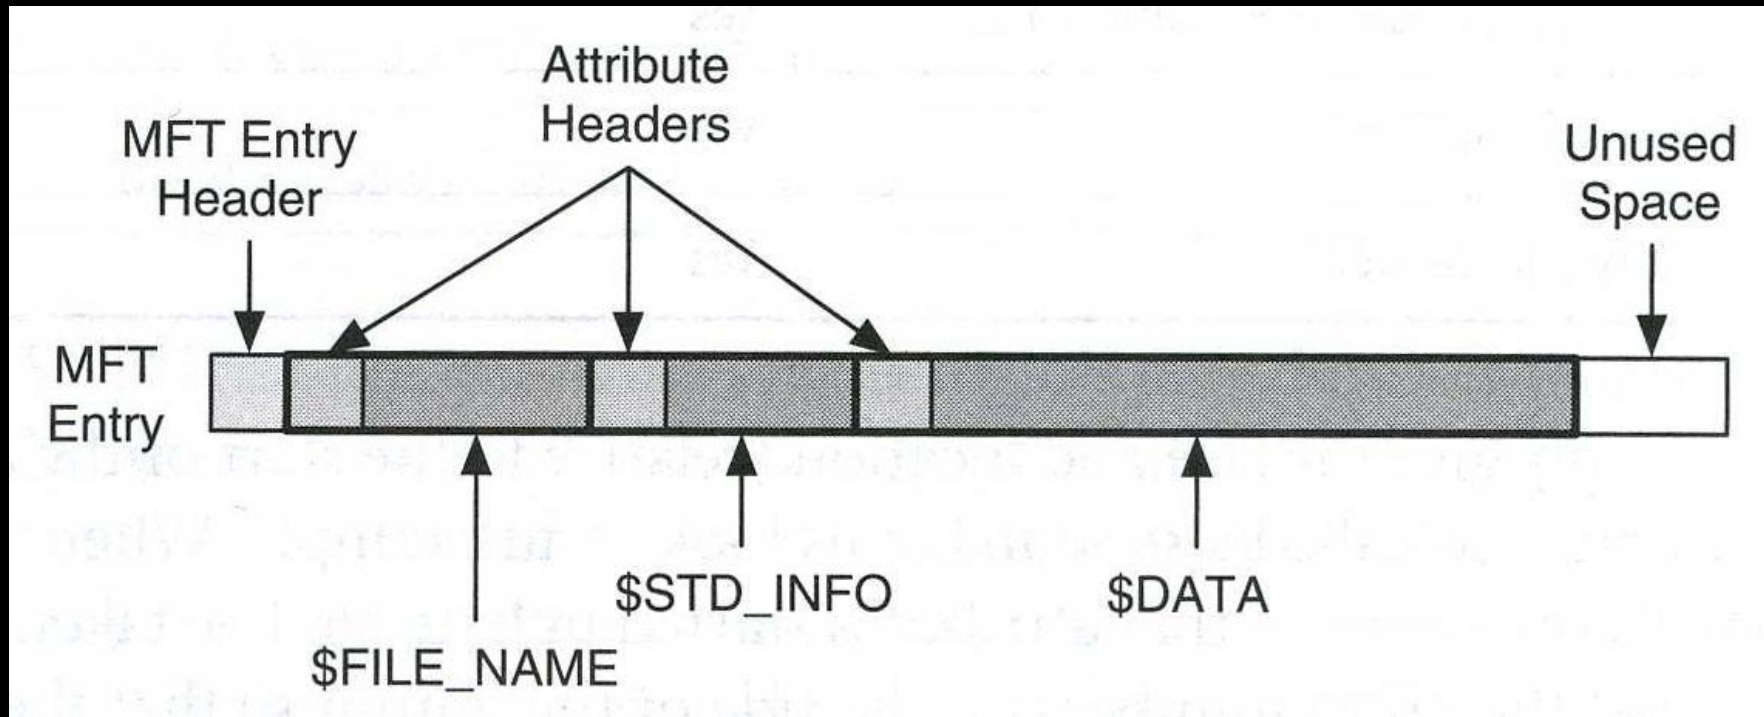 Attribute
Headers
MFT Entry
Header
Unused
Space
MFT
Entry
$STD_INFO
$DATA
$FILE_NAME